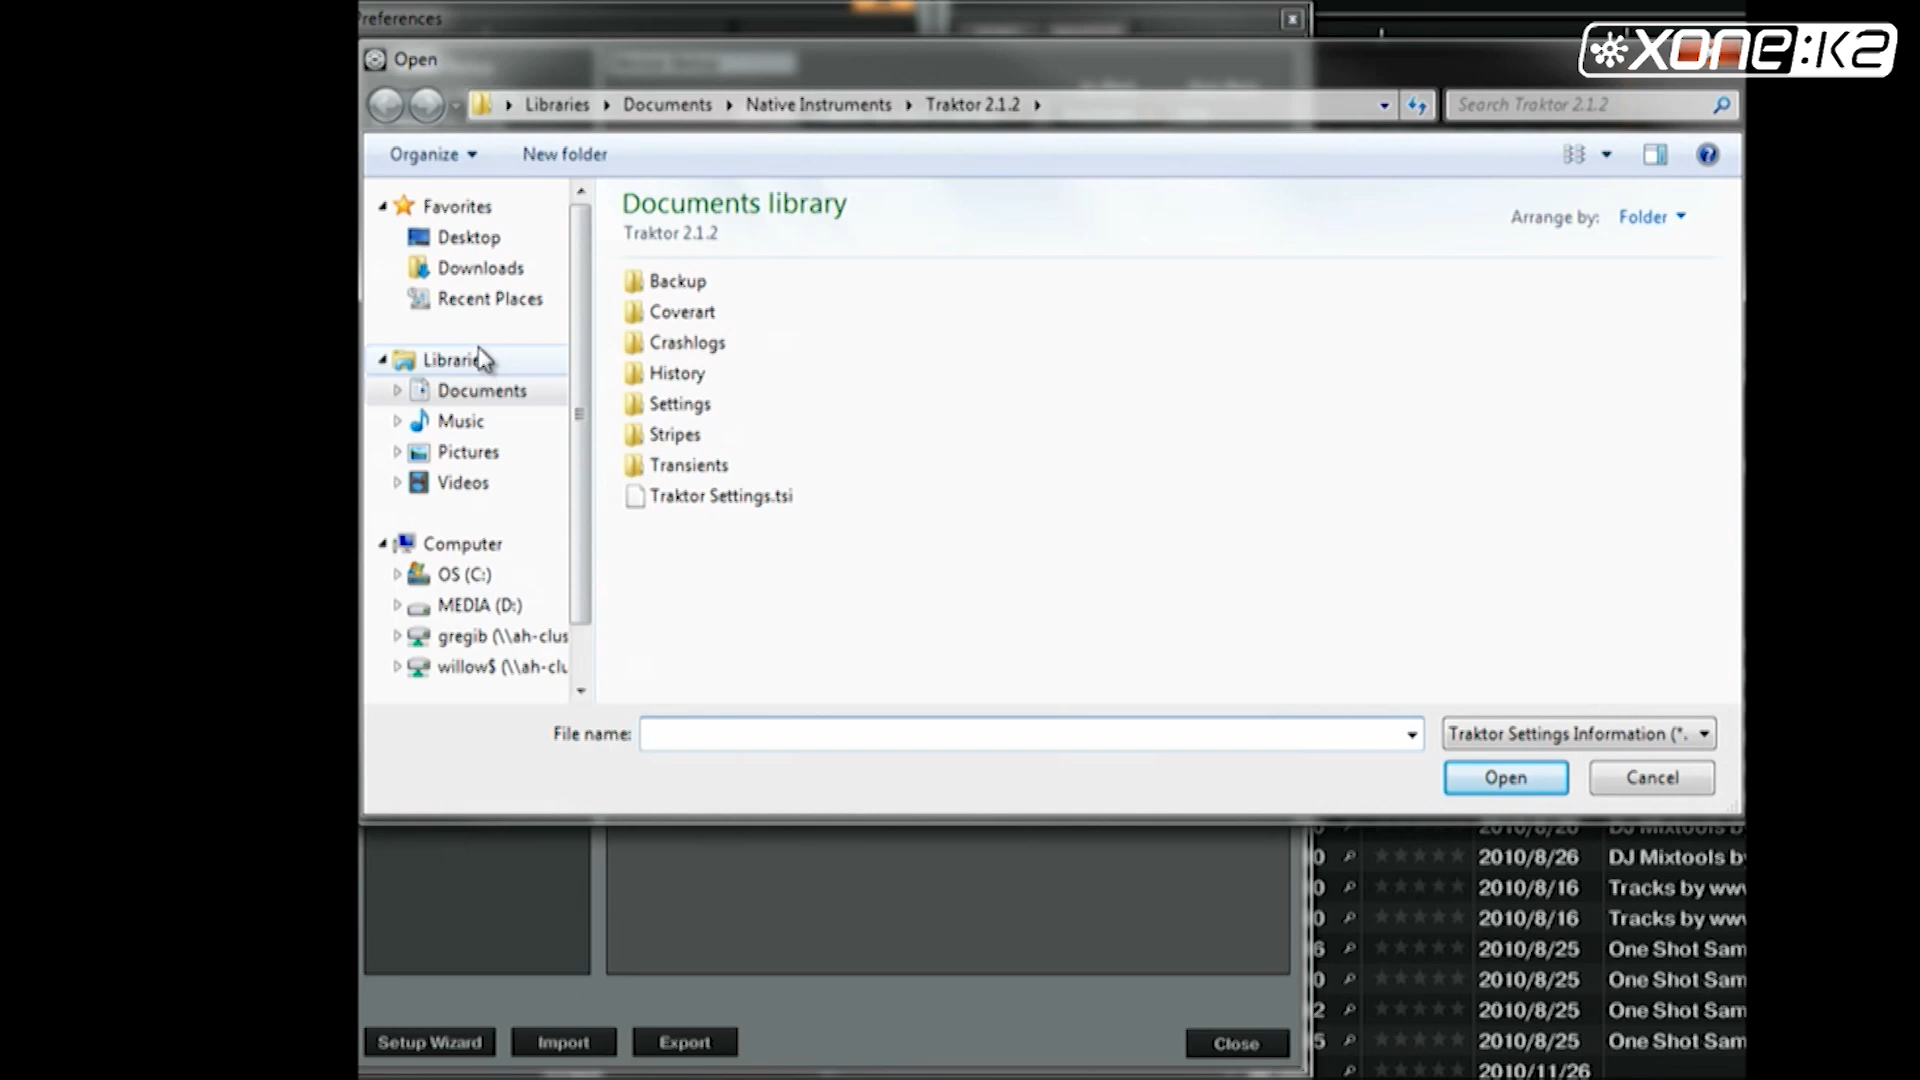 Preferences
XONE:K2
Open
Libraries Documents Native Instruments Traktor 2.1.2
Search Traktor 2.1.2
Organize New folder
Favorites
Desktop
Downloads
Recent Places
Libraries
Documents
Music
Pictures
Videos
Computer
OS (C:)
MEDIA (D:)
gregib (\\ah-clus
willow$ (\\ah-clu
Documents library
Traktor 2.1.2
Arrange by: Folder
Backup
Coverart
Crashlogs
History
Settings
Stripes
Transients
Traktor Settings.tsi
File name:
Traktor Settings Information (*.
Open Cancel
2010/8/26 DJ Mixtools b
2010/8/16 Tracks by www
2010/8/16 Tracks by www
2010/8/25 One Shot Sam
2010/8/25 One Shot Sam
2010/8/25 One Shot Sam
2010/8/25 One Shot Sam
2010/11/26
Setup Wizard Import Export Close